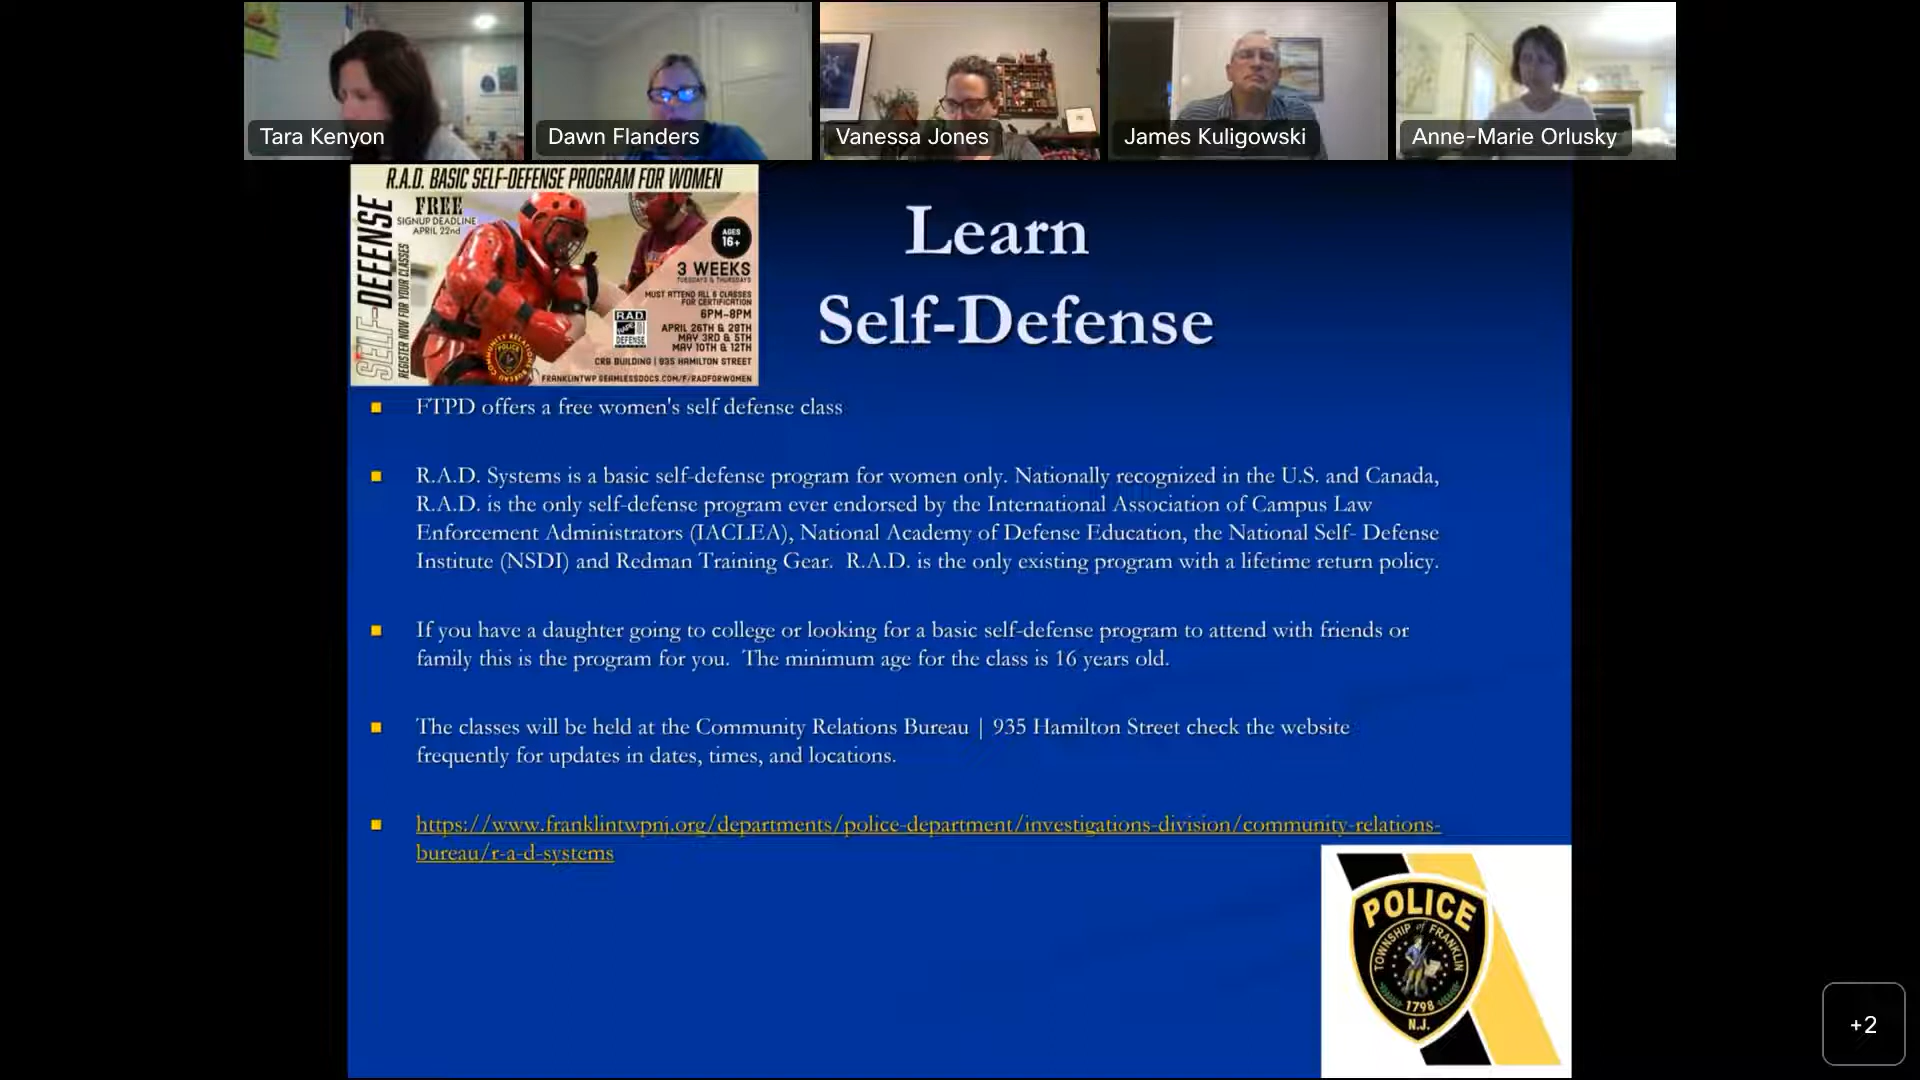 Tara Kenyon
Dawn Flanders
Vanessa Jones
James Kuligowski
Anne-Marie Orlusky
R.A.D. BASIC SELF-DEFENSE PROGRAM FOR WOMEN
SELF-DEFENSE
REGISTER NOW FOR YOUR CLASSES
FREE
SIGNUP DEADLINE
APRIL 22nd
AGES
16+
3 WEEKS
TUESDAYS & THURSDAYS
MUST ATTEND ALL 6 CLASSES
FOR CERTIFICATION
6PM-8PM
APRIL 26TH & 28TH
MAY 3RD & 5TH
MAY 10TH & 12TH
R.A.D.
DEFENSE
COMMUNITY RELATIONS BUREAU
POLICE
CRB BUILDING | 935 HAMILTON STREET
FRANKLINTWP.SEAMLESSDOCS.COM/F/RADFORWOMEN
Learn
Self-Defense
FTPD offers a free women's self defense class
R.A.D. Systems is a basic self-defense program for women only. Nationally recognized in the U.S. and Canada,
R.A.D. is the only self-defense program ever endorsed by the International Association of Campus Law
Enforcement Administrators (IACLEA), National Academy of Defense Education, the National Self- Defense
Institute (NSDI) and Redman Training Gear. R.A.D. is the only existing program with a lifetime return policy.
If you have a daughter going to college or looking for a basic self-defense program to attend with friends or
family this is the program for you. The minimum age for the class is 16 years old.
The classes will be held at the Community Relations Bureau | 935 Hamilton Street check the website
frequently for updates in dates, times, and locations.
https://www.franklintwpnj.org/departments/police-department/investigations-division/community-relations-
bureau/r-a-d-systems
POLICE
TOWNSHIP of FRANKLIN
1798
N.J.
+2